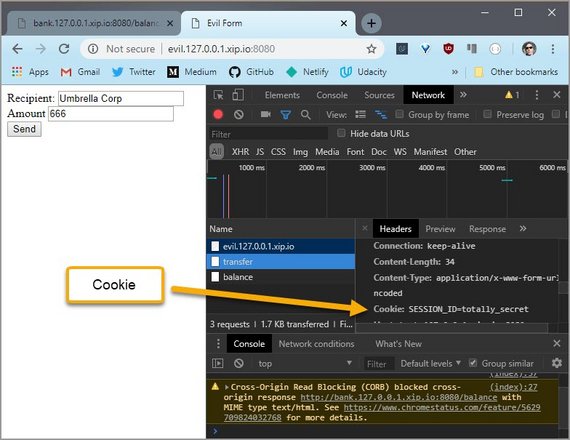 bank.127.0.0.1.xip.io:8080/balan
Evil Form
Not secure | evil.127.0.0.1.xip.io:8080
Apps Gmail Twitter Medium GitHub Netlify Udacity » Other bookmarks
Recipient: Umbrella Corp
Amount 666
Send
Elements Console Sources Network » 1
View: Group by frame Preserve log
Filter Hide data URLs
All XHR JS CSS Img Media Font Doc WS Manifest Other
1000 ms 2000 ms 3000 ms 4000 ms 5000 ms 6000 ms
Name
evil.127.0.0.1.xip.io
transfer
balance
3 requests | 1.7 KB transferred | Fi...
× Headers Preview Response »
Connection: keep-alive
Content-Length: 34
Content-Type: application/x-www-form-url
ncoded
Cookie: SESSION_ID=totally_secret
Cookie
Console Network conditions What's New ×
top Filter Default levels Group similar
(index):37
Cross-Origin Read Blocking (CORB) blocked cross- (index):27
origin response http://bank.127.0.0.1.xip.io:8080/balance with
MIME type text/html. See https://www.chromestatus.com/feature/5629
709824032768 for more details.